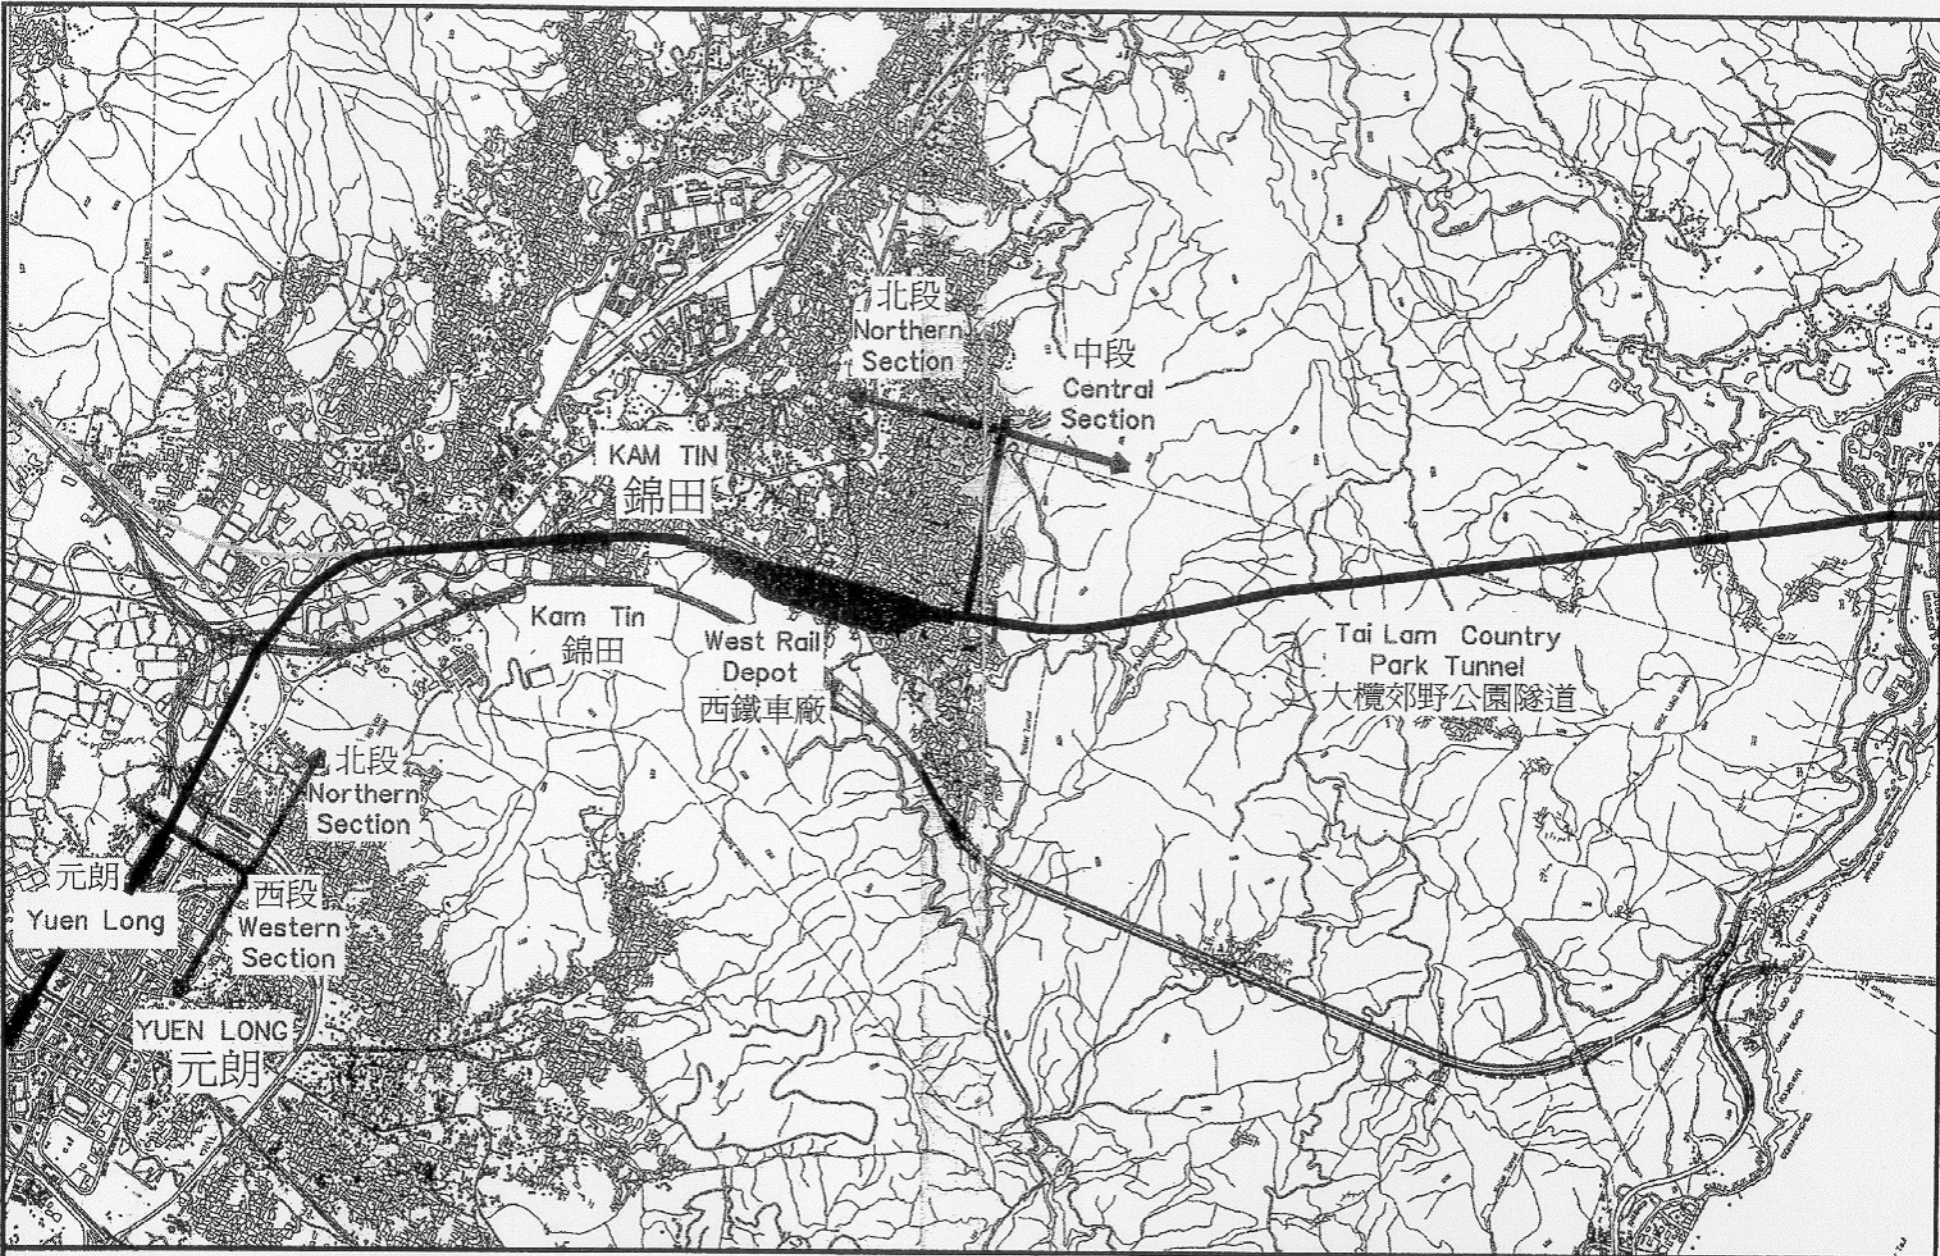 北段
Northern
Section
中段
Central
Section
KAM TIN
錦田
Kam Tin
錦田
West Rail
Depot
西鐵車廠
Tai Lam Country
Park Tunnel
大欖郊野公園隧道
北段
Northern
Section
元朗
Yuen Long
西段
Western
Section
YUEN LONG
元朗